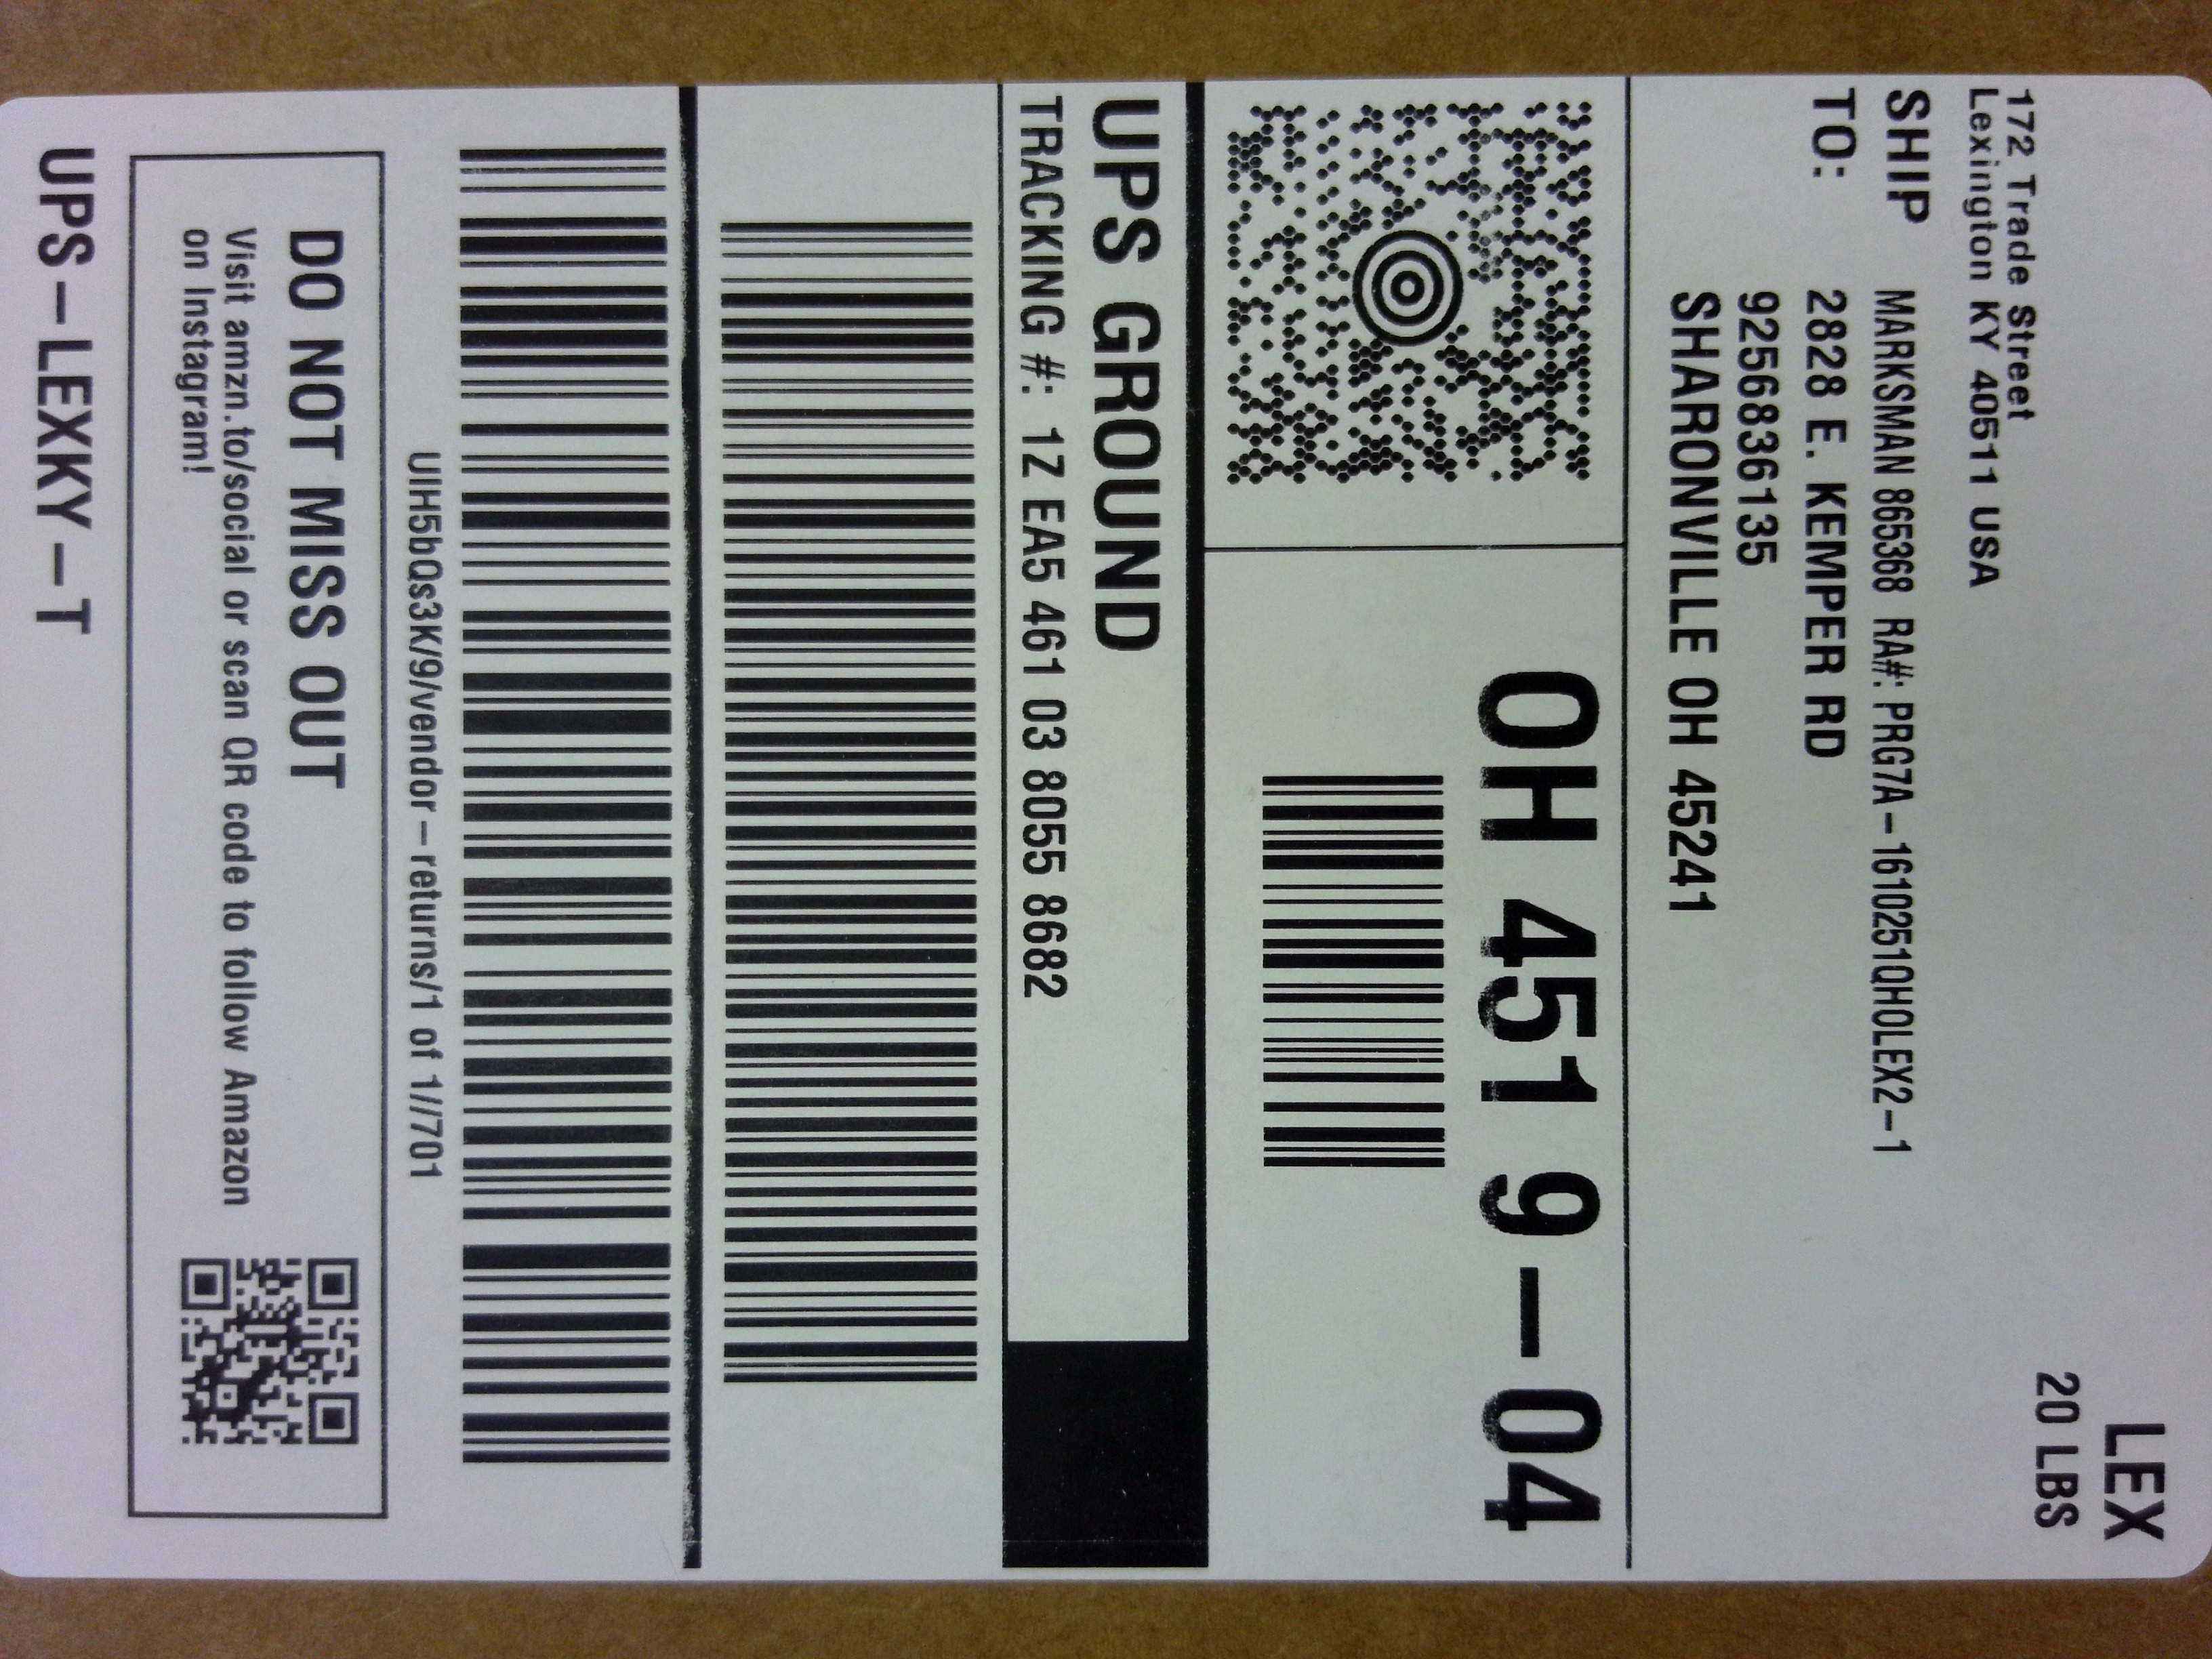 LEX
20 LBS
172 Trade Street
Lexington KY 40511 USA
SHIP MARKSMAN 865368 RA#: PRG7A-1610251QHOLEX2-1
TO: 2828 E. KEMPER RD
9256836135
SHARONVILLE OH 45241
OH 451 9-04
UPS GROUND
TRACKING #: 1Z EA5 461 03 8055 8682
UIH5bQs3K/9/vendor-returns/1 of 1//701
DO NOT MISS OUT
Visit amzn.to/social or scan QR code to follow Amazon
on Instagram!
UPS-LEXKY-T